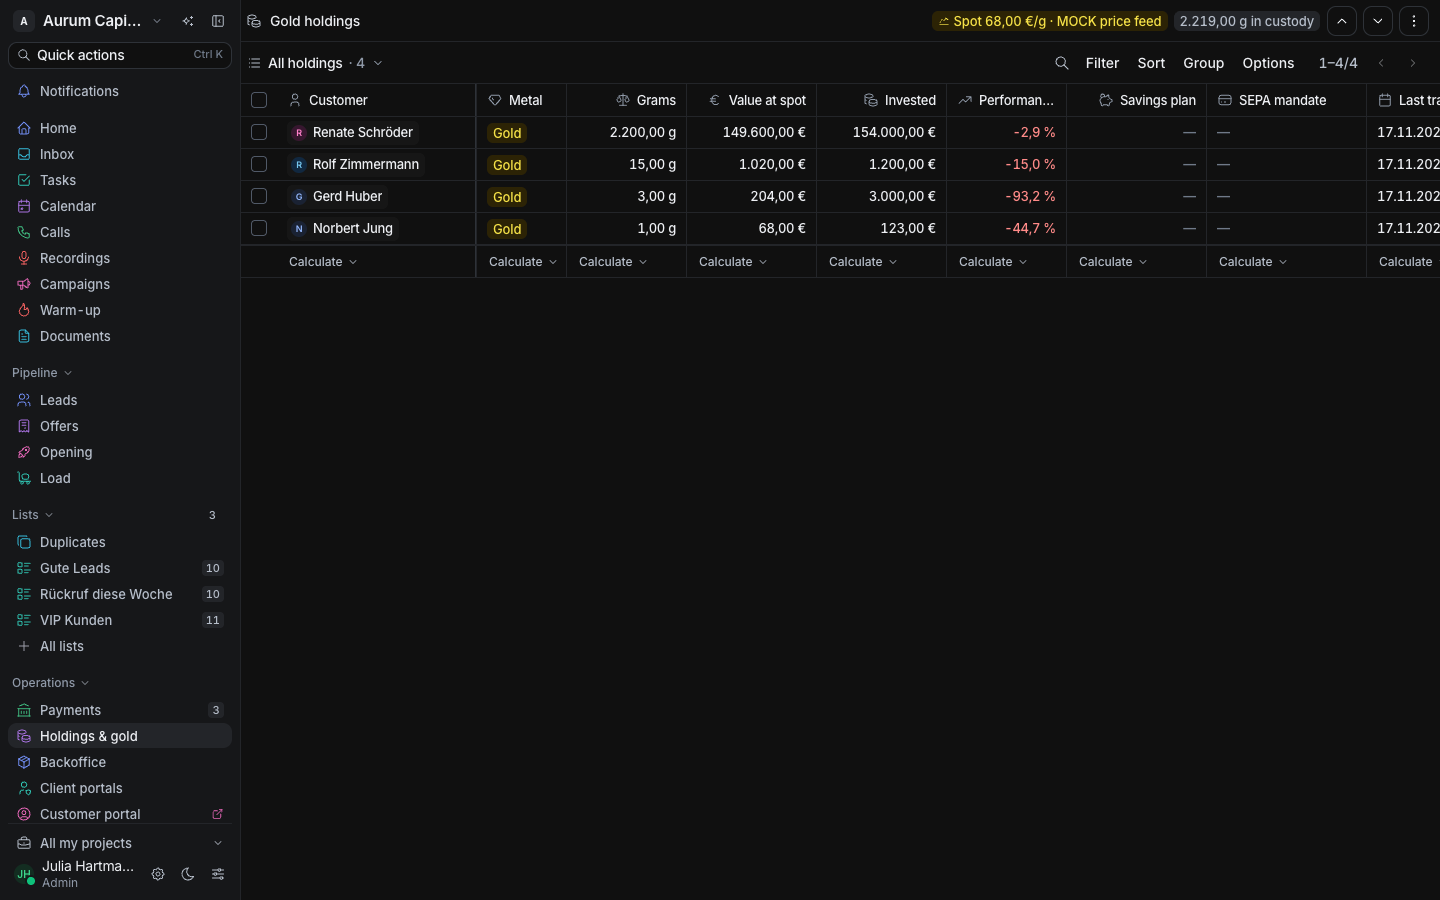 A Aurum Capi...
Quick actions Ctrl K
Notifications
Home
Inbox
Tasks
Calendar
Calls
Recordings
Campaigns
Warm-up
Documents
Pipeline
Leads
Offers
Opening
Load
Lists 3
Duplicates
Gute Leads 10
Rückruf diese Woche 10
VIP Kunden 11
All lists
Operations
Payments 3
Holdings & gold
Backoffice
Client portals
Customer portal
All my projects
JH Julia Hartma...
Admin
Gold holdings Spot 68,00 €/g · MOCK price feed 2.219,00 g in custody
All holdings · 4 Filter Sort Group Options 1–4/4
Customer Metal Grams Value at spot Invested Performan... Savings plan SEPA mandate Last tra
R Renate Schröder Gold 2.200,00 g 149.600,00 € 154.000,00 € -2,9 % — — 17.11.202
R Rolf Zimmermann Gold 15,00 g 1.020,00 € 1.200,00 € -15,0 % — — 17.11.202
G Gerd Huber Gold 3,00 g 204,00 € 3.000,00 € -93,2 % — — 17.11.202
N Norbert Jung Gold 1,00 g 68,00 € 123,00 € -44,7 % — — 17.11.202
Calculate Calculate Calculate Calculate Calculate Calculate Calculate Calculate Calculate